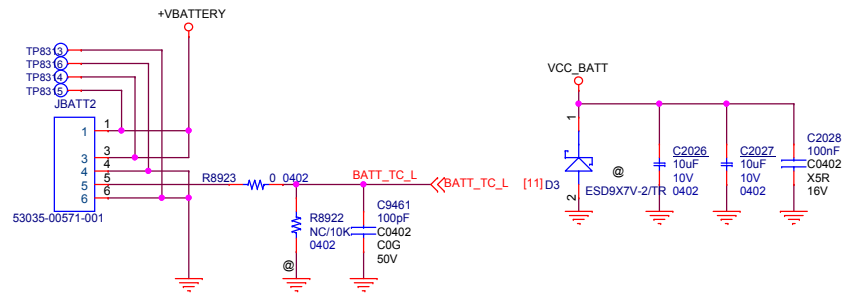 +VBATTERY
TP8313
TP8316
TP8314
TP8315
JBATT2
1 1
3 3
4 4
5 5
6 6
53035-00571-001
R8923 0 0402
BATT_TC_L
BATT_TC_L [11]
R8922
NC/10K
0402
@
C9461
100pF
C0402
C0G
50V
VCC_BATT
1
D3
2
@
ESD9X7V-2/TR
C2026
10uF
10V
0402
C2027
10uF
10V
0402
C2028
100nF
C0402
X5R
16V